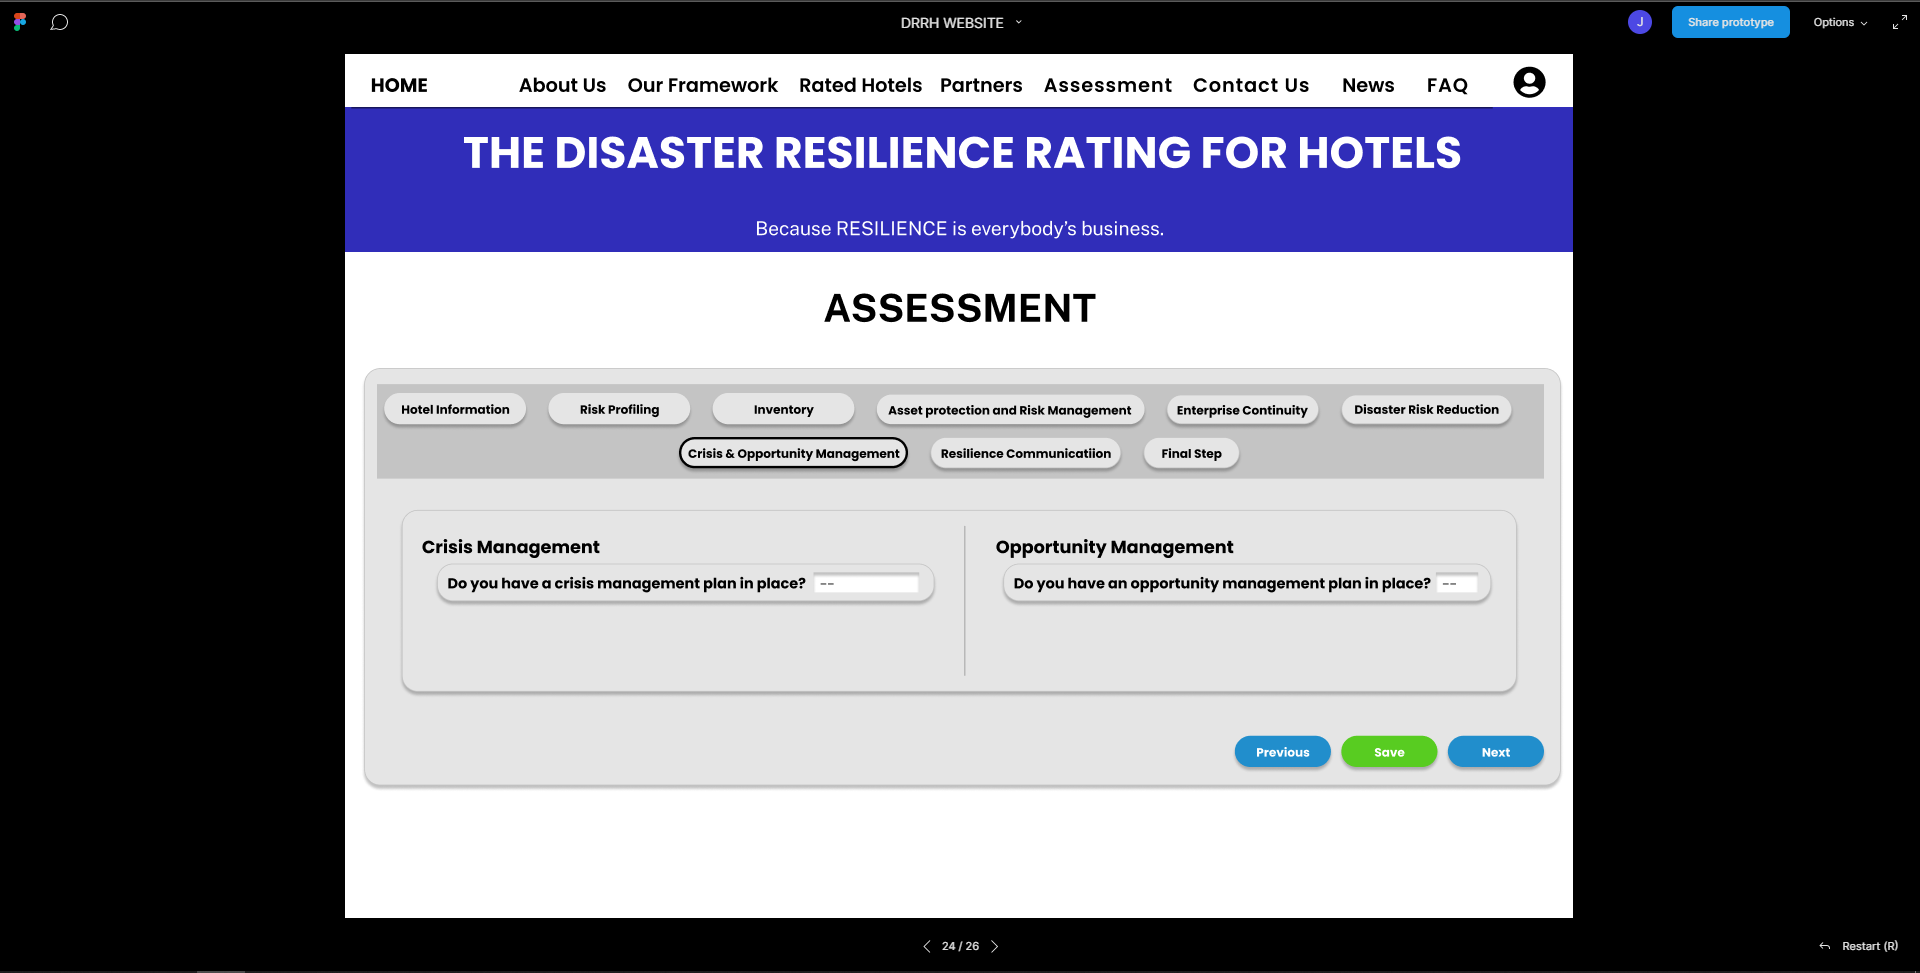 DRRH WEBSITE
J
Share prototype
Options
HOME About Us Our Framework Rated Hotels Partners Assessment Contact Us News FAQ
THE DISASTER RESILIENCE RATING FOR HOTELS
Because RESILIENCE is everybody's business.
ASSESSMENT
Hotel Information Risk Profiling Inventory Asset protection and Risk Management Enterprise Continuity Disaster Risk Reduction
Crisis & Opportunity Management Resilience Communicatiion Final Step
Crisis Management
Do you have a crisis management plan in place? --
Opportunity Management
Do you have an opportunity management plan in place? --
Previous Save Next
24 / 26
Restart (R)